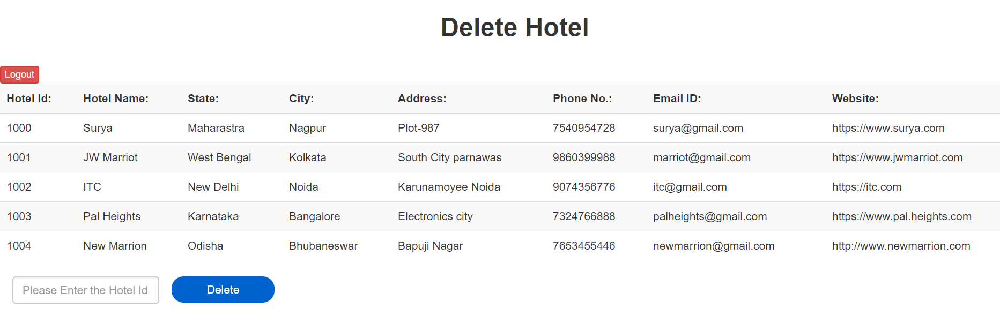 Delete Hotel
Logout
Hotel Id: Hotel Name: State: City: Address: Phone No.: Email ID: Website:
1000 Surya Maharastra Nagpur Plot-987 7540954728 surya@gmail.com https://www.surya.com
1001 JW Marriot West Bengal Kolkata South City parnawas 9860399988 marriot@gmail.com https://www.jwmarriot.com
1002 ITC New Delhi Noida Karunamoyee Noida 9074356776 itc@gmail.com https://itc.com
1003 Pal Heights Karnataka Bangalore Electronics city 7324766888 palheights@gmail.com https://www.pal.heights.com
1004 New Marrion Odisha Bhubaneswar Bapuji Nagar 7653455446 newmarrion@gmail.com http://www.newmarrion.com
Please Enter the Hotel Id Delete